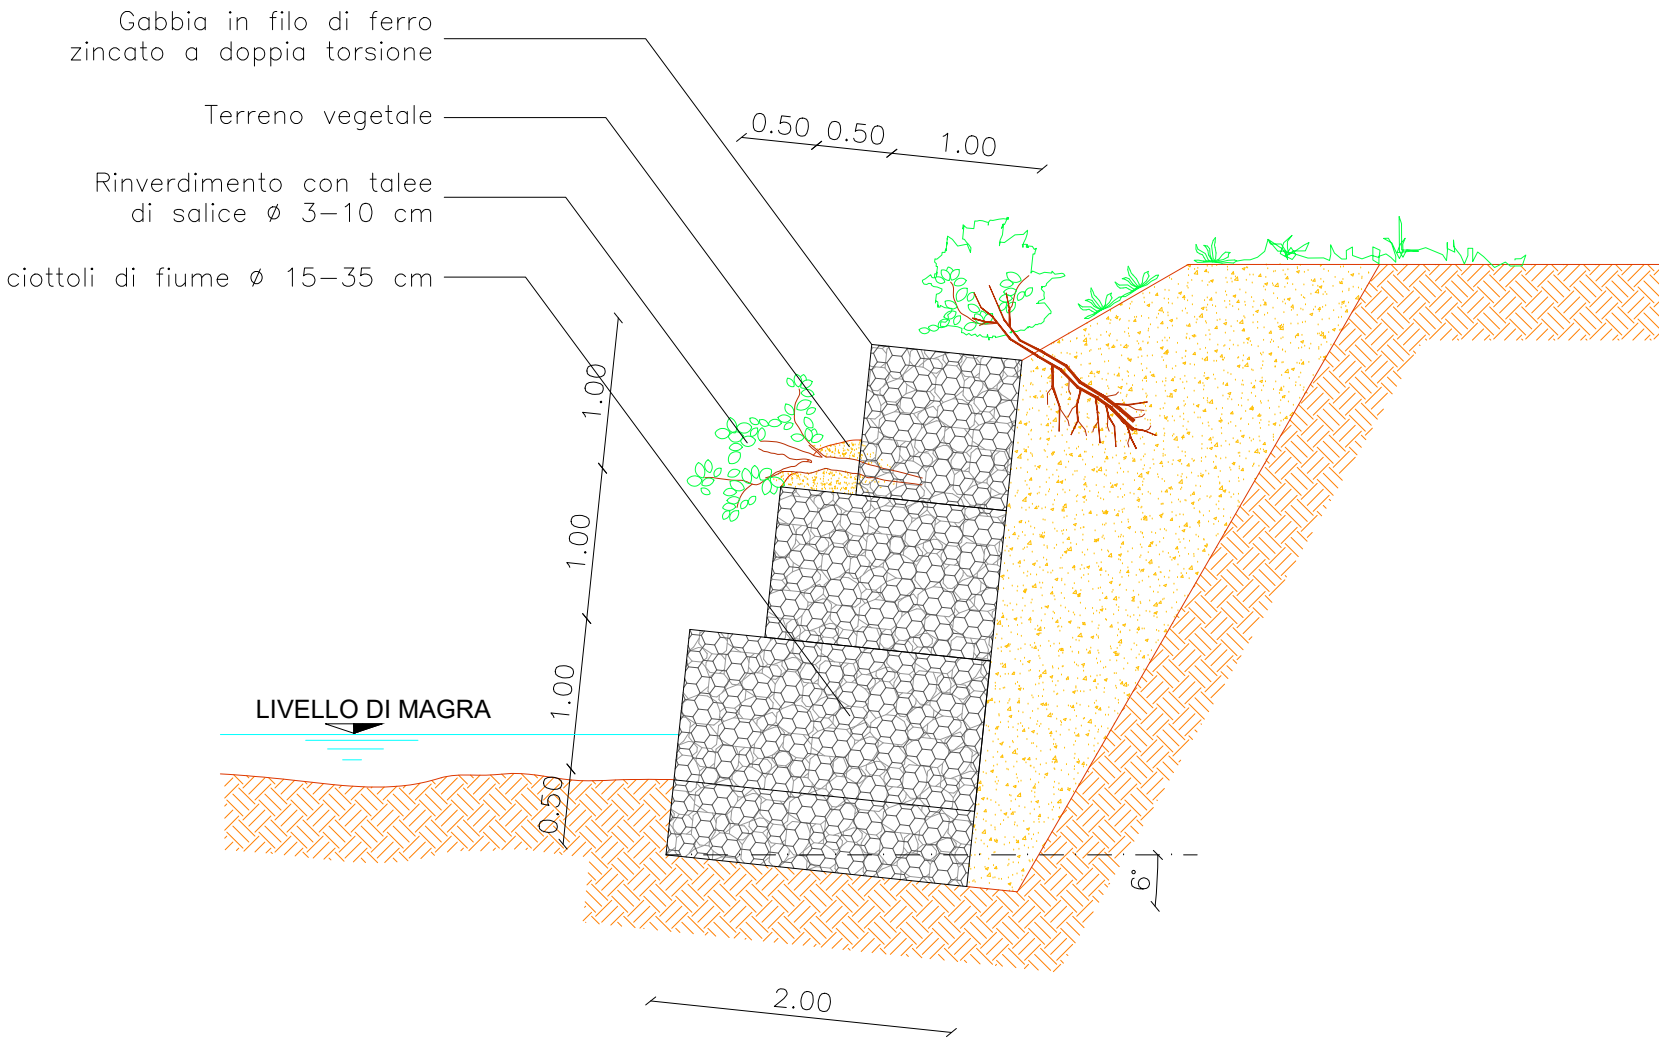 Gabbia in filo di ferro
zincato a doppia torsione
Terreno vegetale
Rinverdimento con talee
di salice ø 3-10 cm
ciottoli di fiume ø 15-35 cm
0.50 0.50 1.00
1.00
1.00
1.00
0.50
LIVELLO DI MAGRA
6°
2.00